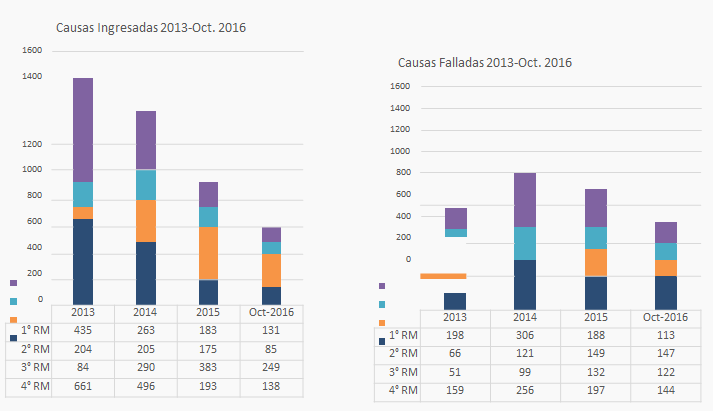 Causas Ingresadas 2013-Oct. 2016
1600
1400
1200
1000
800
600
400
200
0
2013 2014 2015 Oct-2016
1° RM 435 263 183 131
2° RM 204 205 175 85
3° RM 84 290 383 249
4° RM 661 496 193 138
Causas Falladas 2013-Oct. 2016
1600
1400
1200
1000
800
600
400
200
0
2013 2014 2015 Oct-2016
1° RM 198 306 188 113
2° RM 66 121 149 147
3° RM 51 99 132 122
4° RM 159 256 197 144